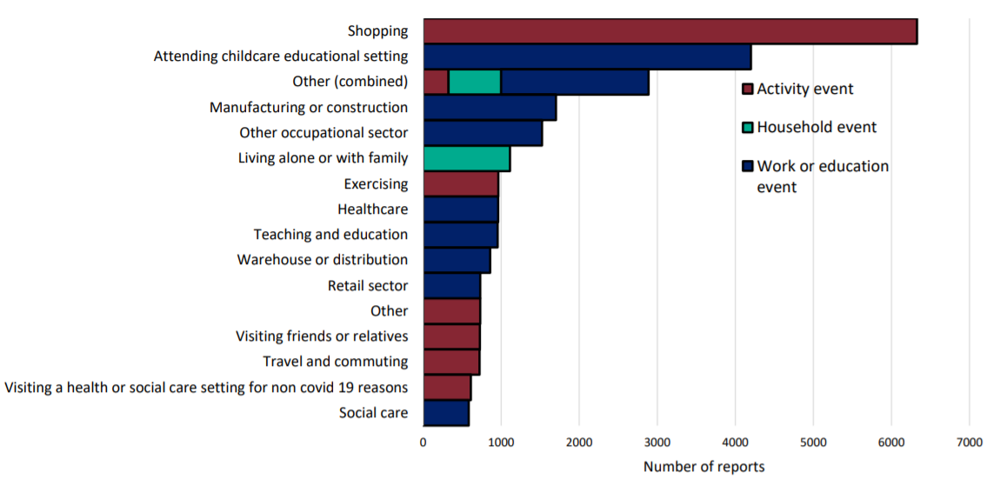 Shopping
Attending childcare educational setting
Other (combined)
Manufacturing or construction
Other occupational sector
Living alone or with family
Exercising
Healthcare
Teaching and education
Warehouse or distribution
Retail sector
Other
Visiting friends or relatives
Travel and commuting
Visiting a health or social care setting for non covid 19 reasons
Social care
Activity event
Household event
Work or education
event
0 1000 2000 3000 4000 5000 6000 7000
Number of reports